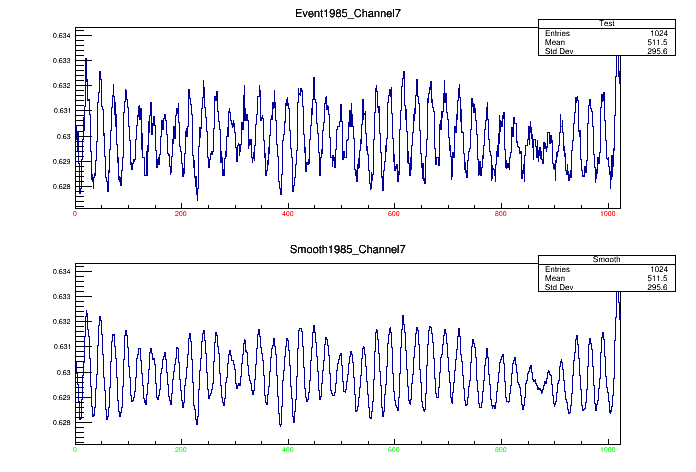 Event1985_Channel7
Test
Entries 1024
Mean 511.5
Std Dev 295.6
0.634
0.633
0.632
0.631
0.63
0.629
0.628
0 200 400 600 800 1000
Smooth1985_Channel7
Smooth
Entries 1024
Mean 511.5
Std Dev 295.6
0.634
0.633
0.632
0.631
0.63
0.629
0.628
0 200 400 600 800 1000